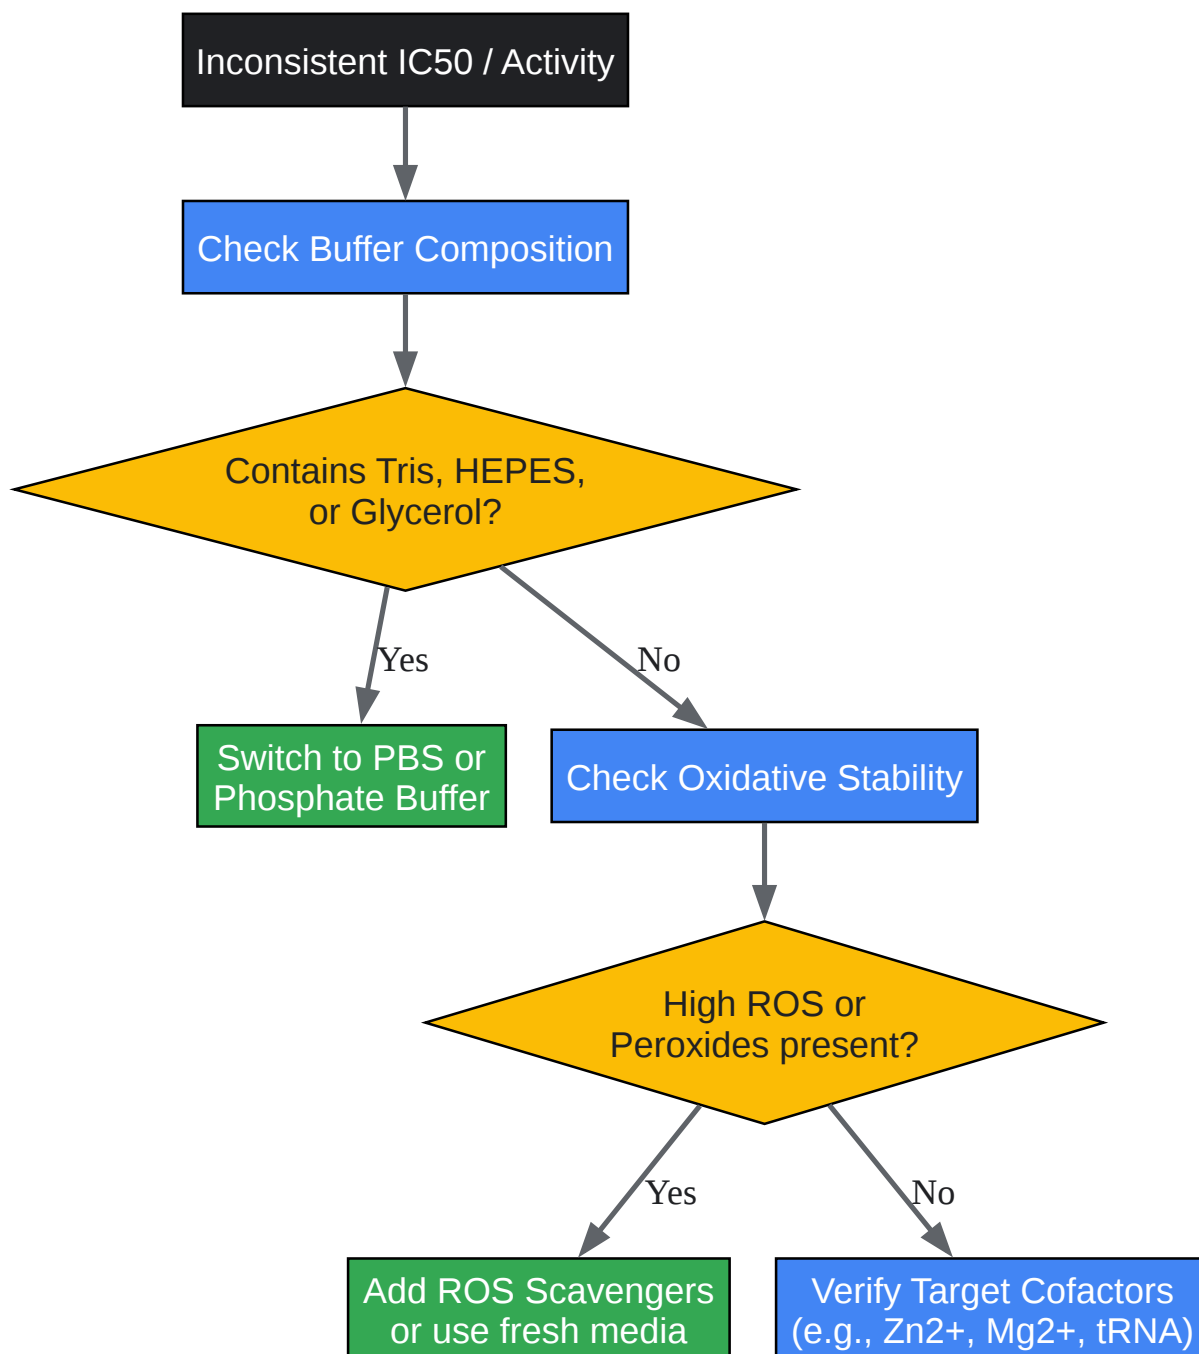 Inconsistent IC50 / Activity
Check Buffer Composition
Contains Tris, HEPES,
or Glycerol?
Yes
No
Switch to PBS or
Phosphate Buffer
Check Oxidative Stability
High ROS or
Peroxides present?
Yes
No
Add ROS Scavengers
or use fresh media
Verify Target Cofactors
(e.g., Zn2+, Mg2+, tRNA)